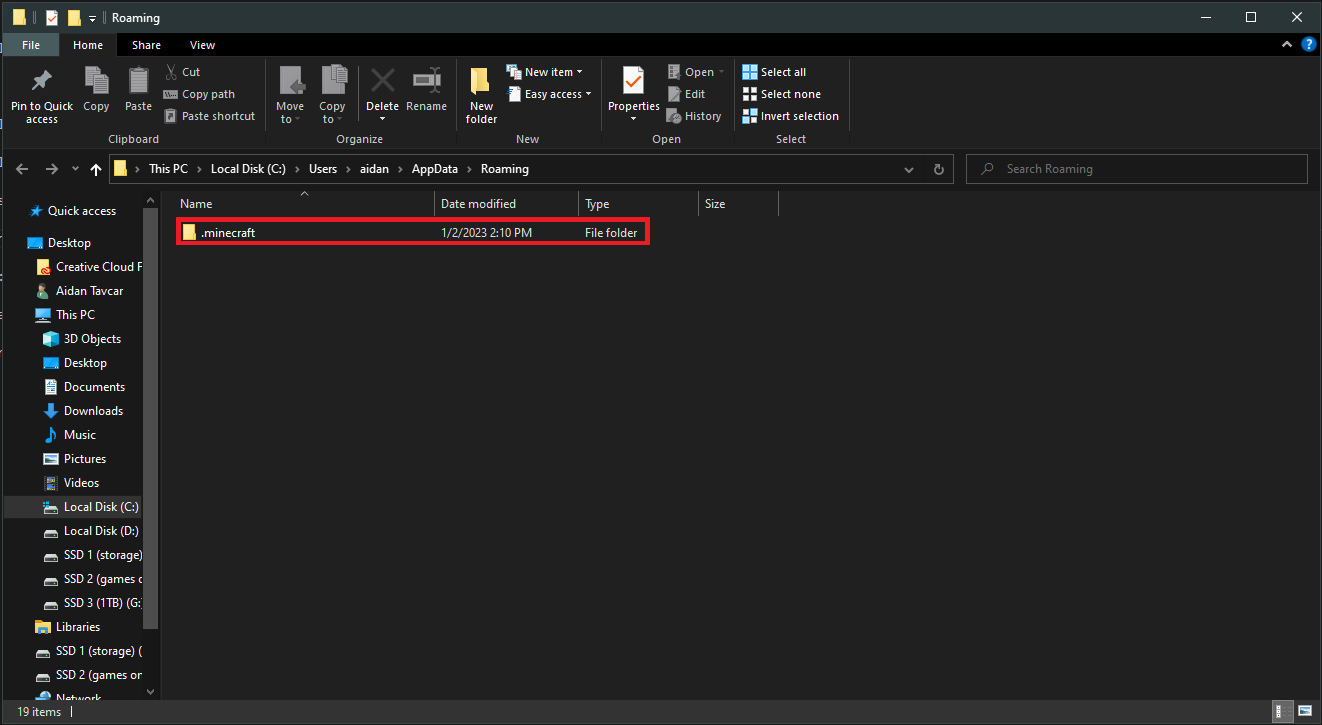 Roaming
File Home Share View
Pin to Quick access
Copy
Paste
Cut
Copy path
Paste shortcut
Clipboard
Move to
Copy to
Delete
Rename
Organize
New folder
New item
Easy access
New
Properties
Open
Edit
History
Open
Select all
Select none
Invert selection
Select
This PC > Local Disk (C:) > Users > aidan > AppData > Roaming
Search Roaming
Quick access
Desktop
Creative Cloud F
Aidan Tavcar
This PC
3D Objects
Desktop
Documents
Downloads
Music
Pictures
Videos
Local Disk (C:)
Local Disk (D:)
SSD 1 (storage)
SSD 2 (games o
SSD 3 (1TB) (G:
Libraries
SSD 1 (storage) (
SSD 2 (games on
Network
Name Date modified Type Size
.minecraft 1/2/2023 2:10 PM File folder
19 items